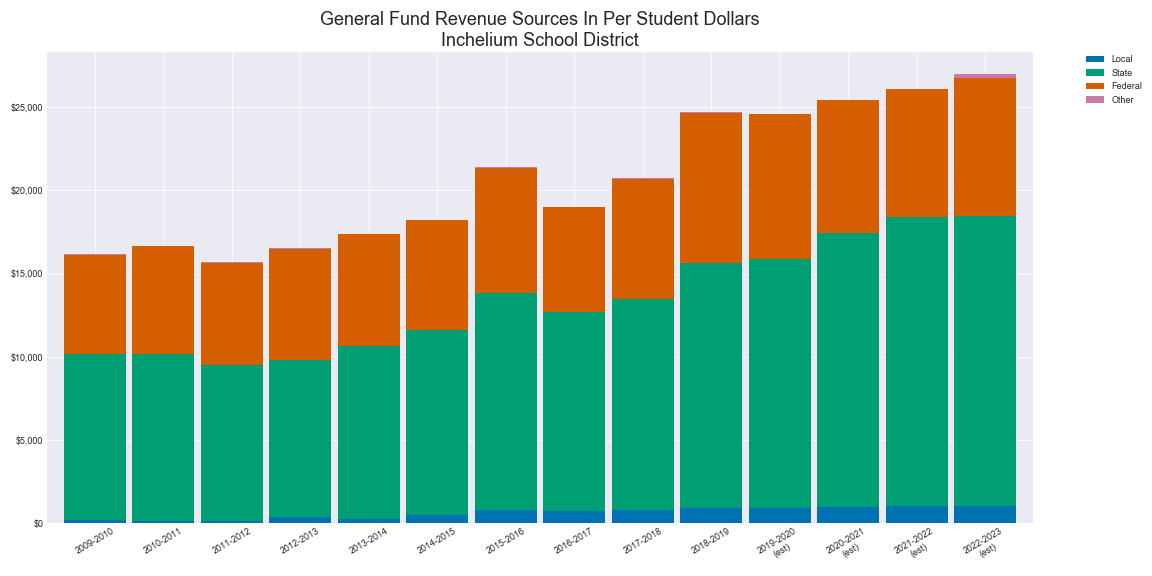 General Fund Revenue Sources In Per Student Dollars
Inchelium School District
Local
State
Federal
Other
$25,000
$20,000
$15,000
$10,000
$5,000
$0
2009-2010
2010-2011
2011-2012
2012-2013
2013-2014
2014-2015
2015-2016
2016-2017
2017-2018
2018-2019
2019-2020
(est)
2020-2021
(est)
2021-2022
(est)
2022-2023
(est)